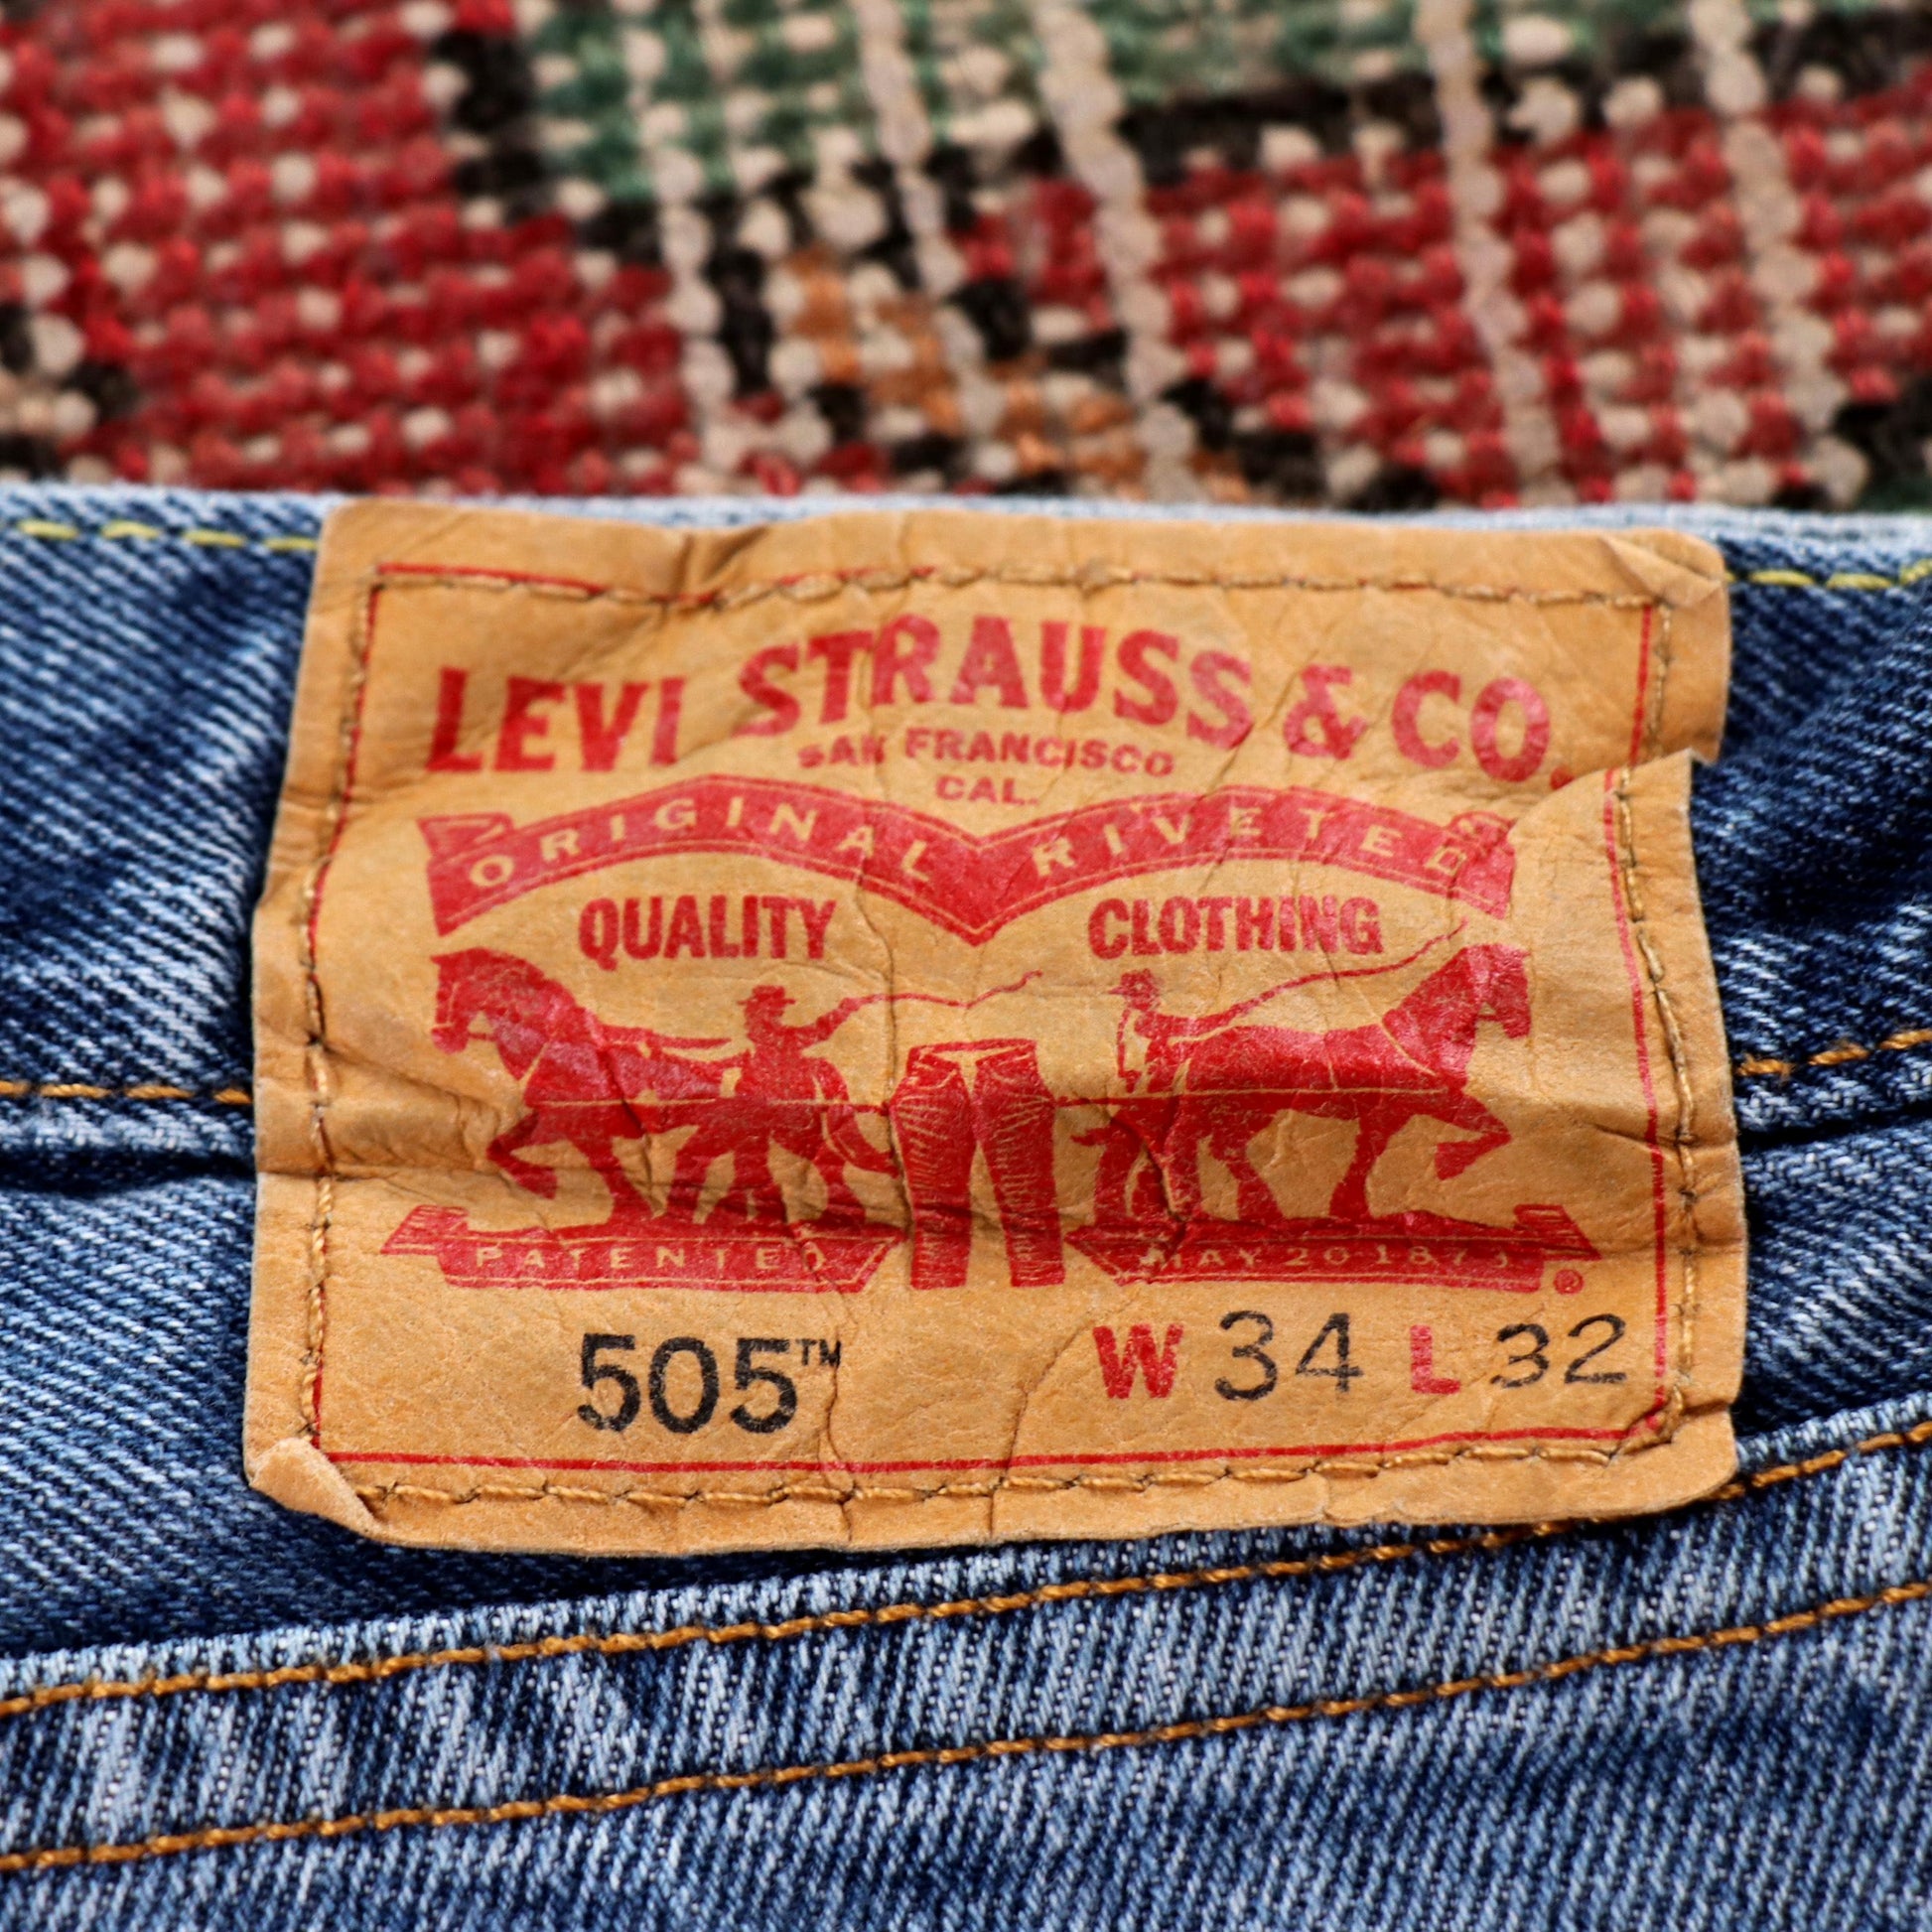 LEVI STRAUSS & CO.
SAN FRANCISCO
CAL.
ORIGINAL RIVETED
QUALITY CLOTHING
PATENTED MAY 20 1873 ®
505™ W 34 L 32